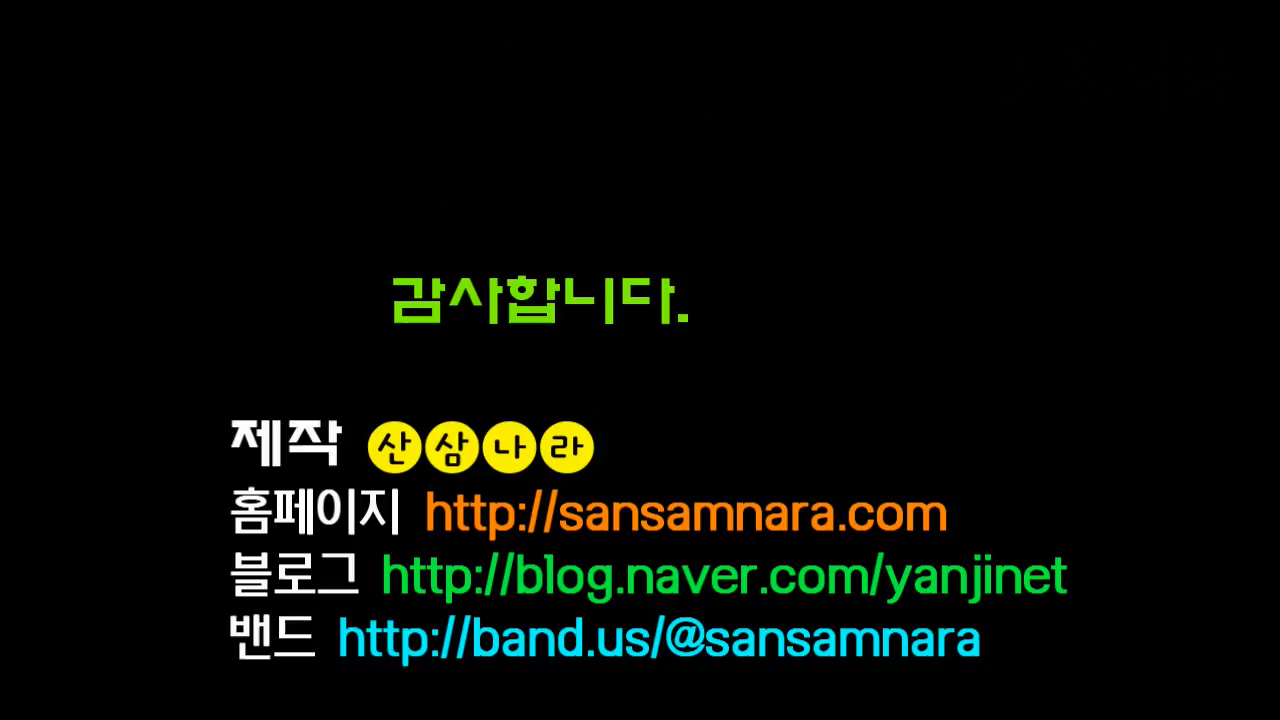 감사합니다.
제작 산삼나라
홈페이지 http://sansamnara.com
블로그 http://blog.naver.com/yanjinet
밴드 http://band.us/@sansamnara